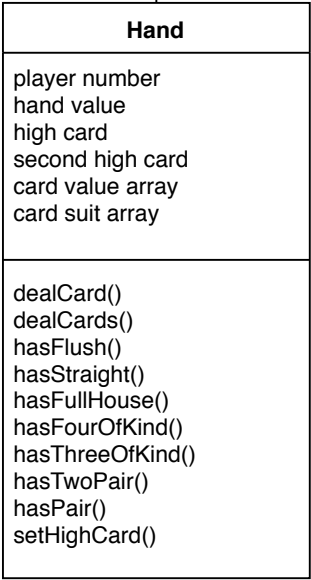 Hand
player number
hand value
high card
second high card
card value array
card suit array
dealCard()
dealCards()
hasFlush()
hasStraight()
hasFullHouse()
hasFourOfKind()
hasThreeOfKind()
hasTwoPair()
hasPair()
setHighCard()